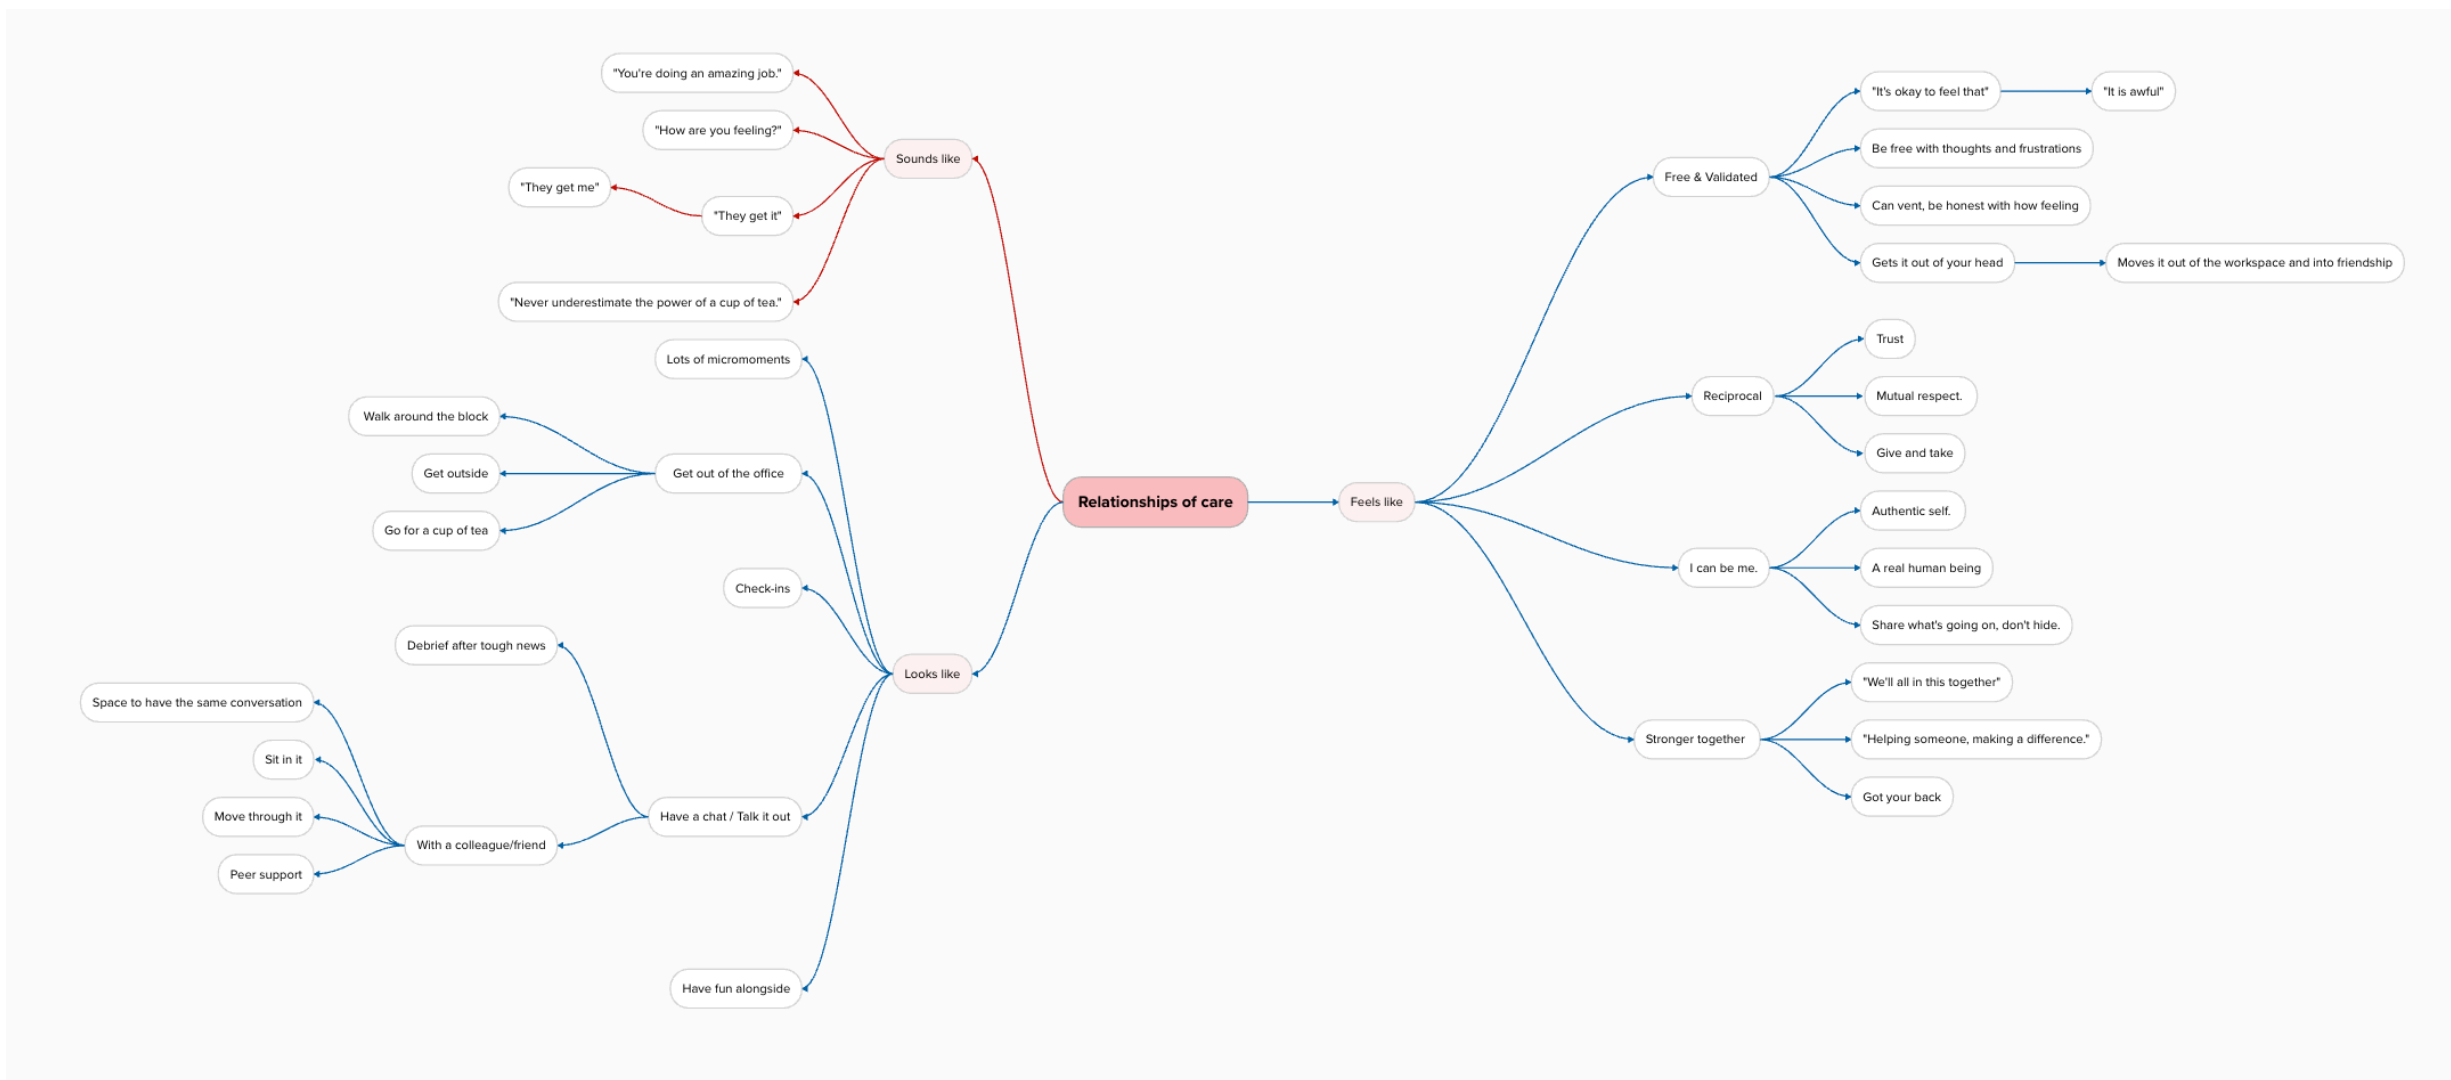 Relationships of care
Sounds like
"You're doing an amazing job."
"How are you feeling?"
"They get it"
"They get me"
"Never underestimate the power of a cup of tea."
Looks like
Lots of micromoments
Get out of the office
Walk around the block
Get outside
Go for a cup of tea
Check-ins
Have a chat / Talk it out
Debrief after tough news
With a colleague/friend
Space to have the same conversation
Sit in it
Move through it
Peer support
Have fun alongside
Feels like
Free & Validated
"It's okay to feel that"
"It is awful"
Be free with thoughts and frustrations
Can vent, be honest with how feeling
Gets it out of your head
Moves it out of the workspace and into friendship
Reciprocal
Trust
Mutual respect.
Give and take
I can be me.
Authentic self.
A real human being
Share what's going on, don't hide.
Stronger together
"We'll all in this together"
"Helping someone, making a difference."
Got your back